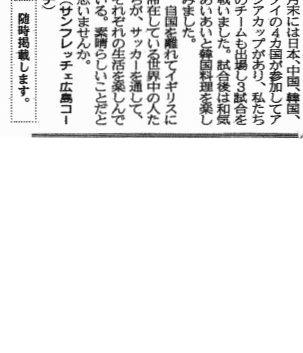 月末には日本、中国、韓国、
タイの4カ国が参加してア
ジアカップがあり、私たち
のチームも出場し3試合を
戦いました。試合後は和気
あいあいと韓国料理を楽し
みました。
自国を離れてイギリスに
滞在している世界中の人た
ちが、サッカーを通して、
それぞれの生活を楽しんで
いる。素晴らしいことだと
思いませんか。
(サンフレッチェ広島コー
チ)
随時掲載します。